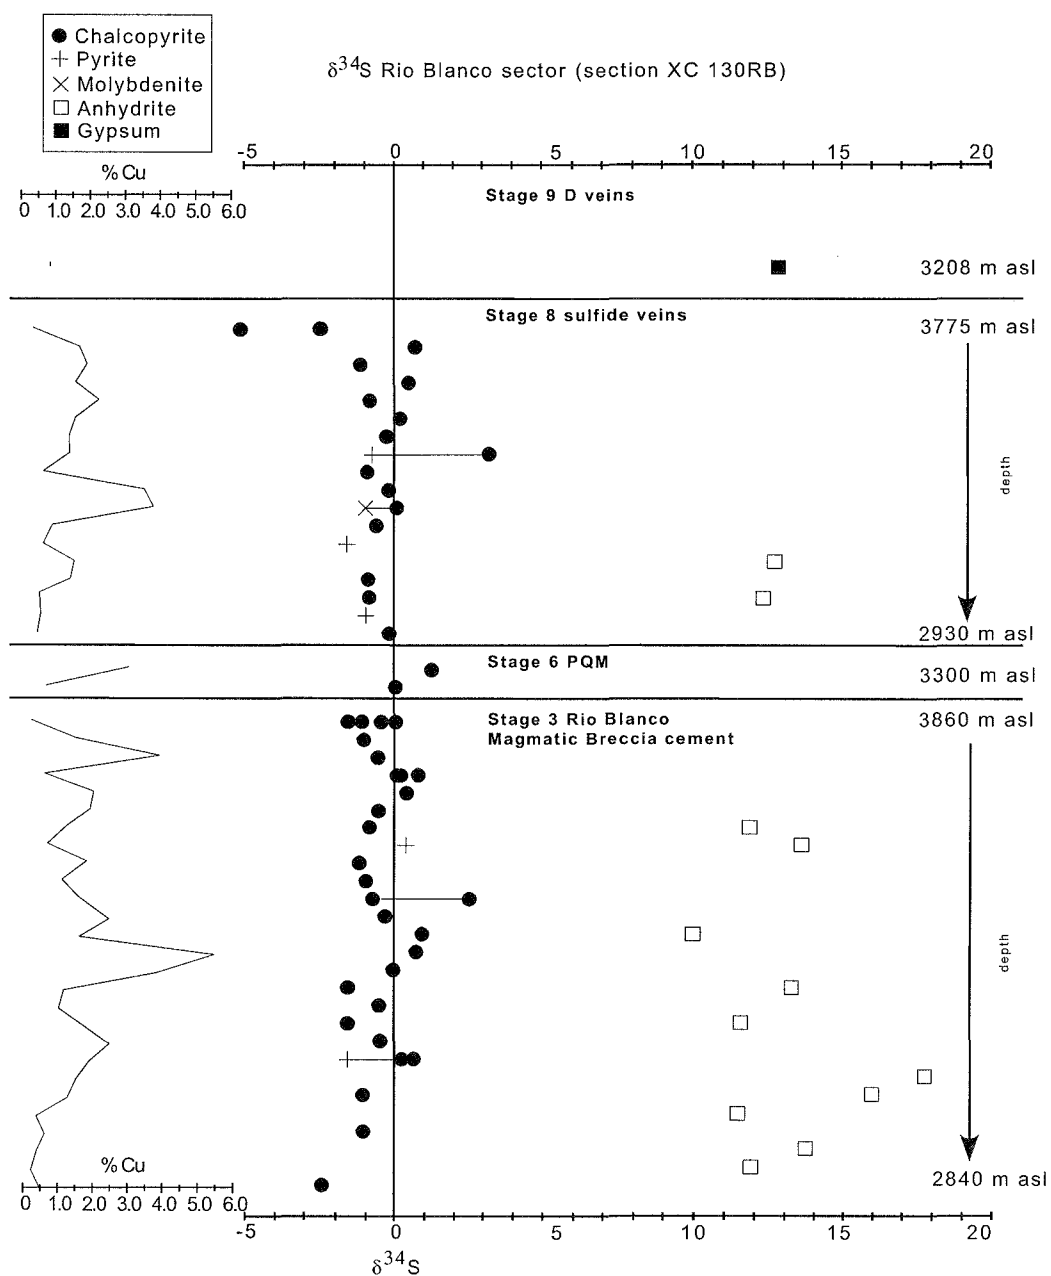 Chalcopyrite
Pyrite
Molybdenite
Anhydrite
Gypsum
δ34S Rio Blanco sector (section XC 130RB)
-5 0 5 10 15 20
% Cu
0 1.0 2.0 3.0 4.0 5.0 6.0
Stage 9 D veins
3208 m asl
Stage 8 sulfide veins
3775 m asl
depth
2930 m asl
Stage 6 PQM
3300 m asl
Stage 3 Rio Blanco
Magmatic Breccia cement
3860 m asl
depth
% Cu
2840 m asl
0 1.0 2.0 3.0 4.0 5.0 6.0
-5 0 5 10 15 20
δ34S